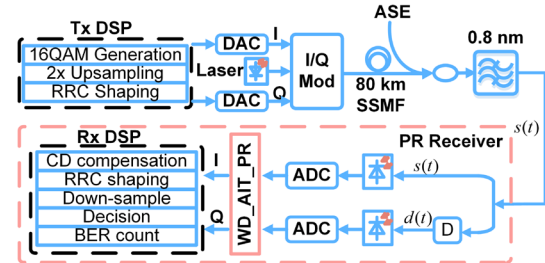 Tx DSP
16QAM Generation
2x Upsampling
RRC Shaping
DAC
I
Laser
DAC
Q
I/Q
Mod
80 km
SSMF
ASE
0.8 nm
s(t)
PR Receiver
Rx DSP
CD compensation
RRC shaping
Down-sample
Decision
BER count
I
Q
WD_AIT_PR
ADC
s(t)
ADC
d(t)
D